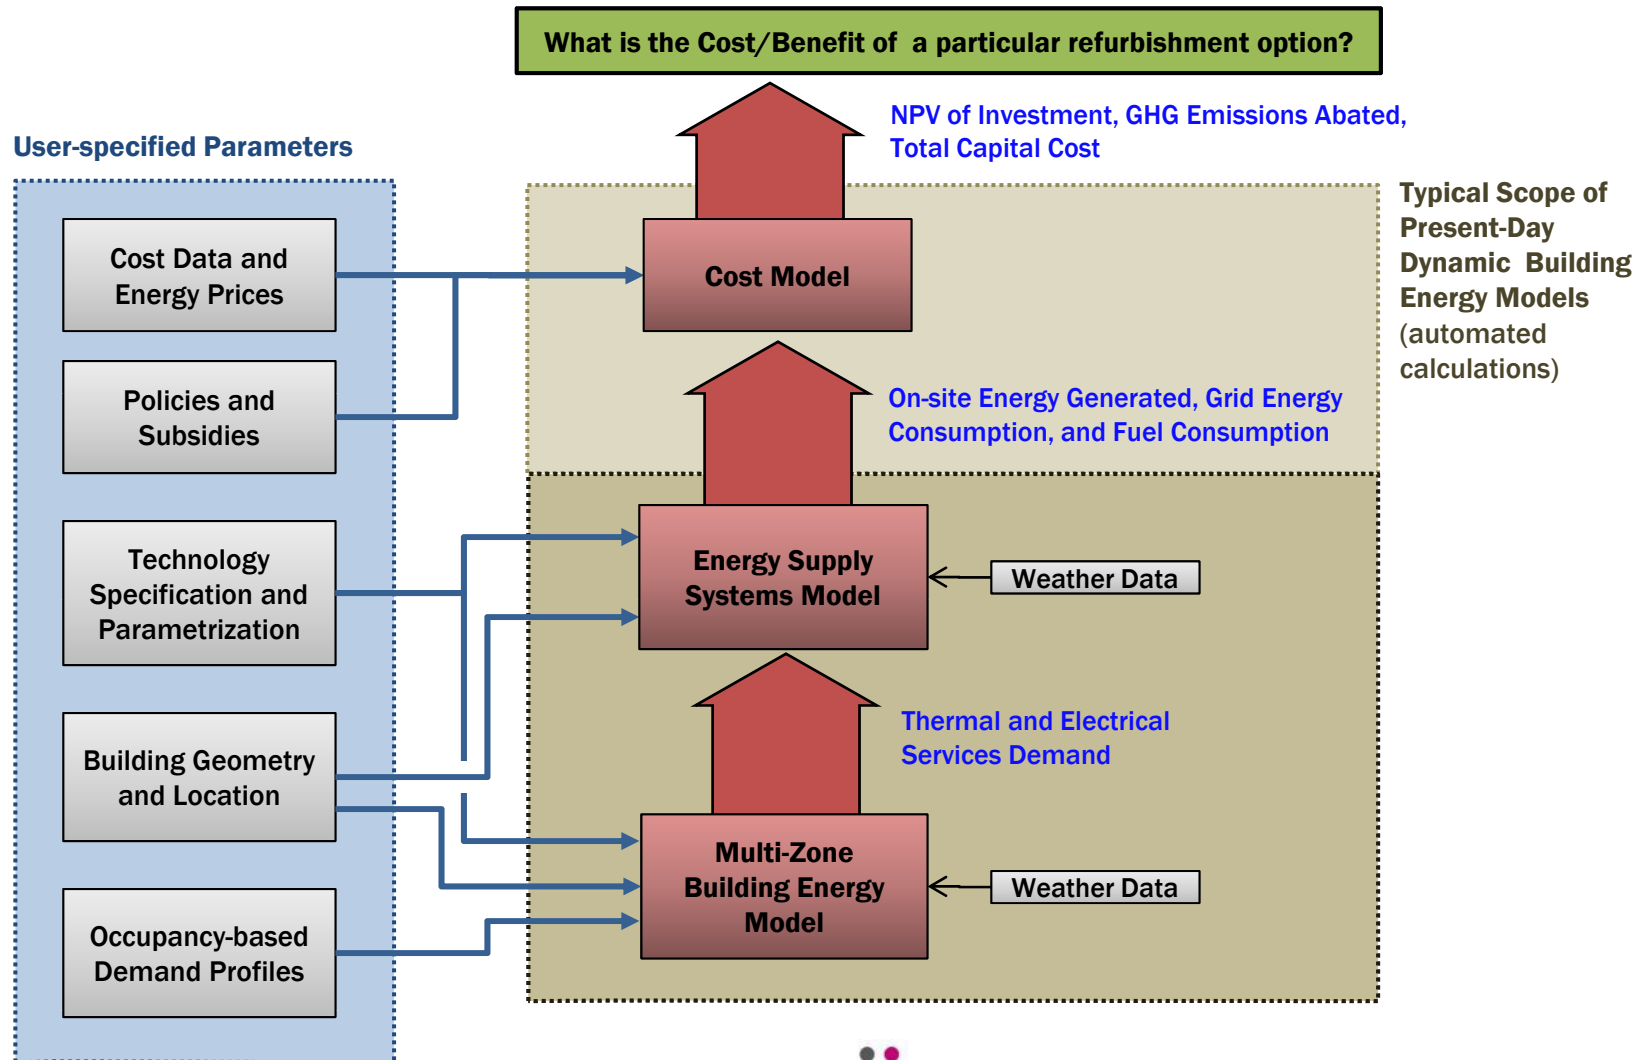 What is the Cost/Benefit of  a particular refurbishment option?
NPV of Investment, GHG Emissions Abated,
Total Capital Cost
User-specified Parameters
Typical Scope of
Present-Day
Dynamic  Building
Energy Models
(automated
calculations)
Cost Data and
Energy Prices
Cost Model
Policies and
Subsidies
On-site Energy Generated, Grid Energy
Consumption, and Fuel Consumption
Technology
Specification and
Parametrization
Energy Supply
Systems Model
Weather Data
Building Geometry
and Location
Thermal and Electrical
Services Demand
Multi-Zone
Building Energy
Model
Weather Data
Occupancy-based
Demand Profiles